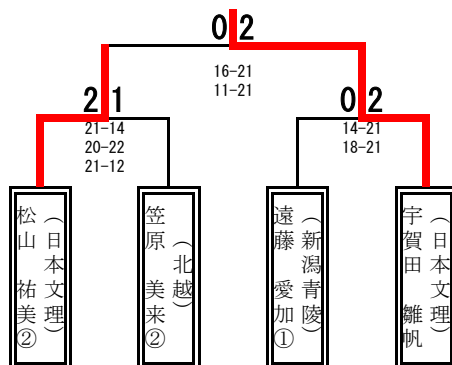 0 2
16-21
11-21
2 1
21-14
20-22
21-12
0 2
14-21
18-21
松山 祐美②
(日本文理)
笠原 美来②
(北越)
遠藤 愛加①
(新潟青陵)
宇賀田 雛帆
(日本文理)